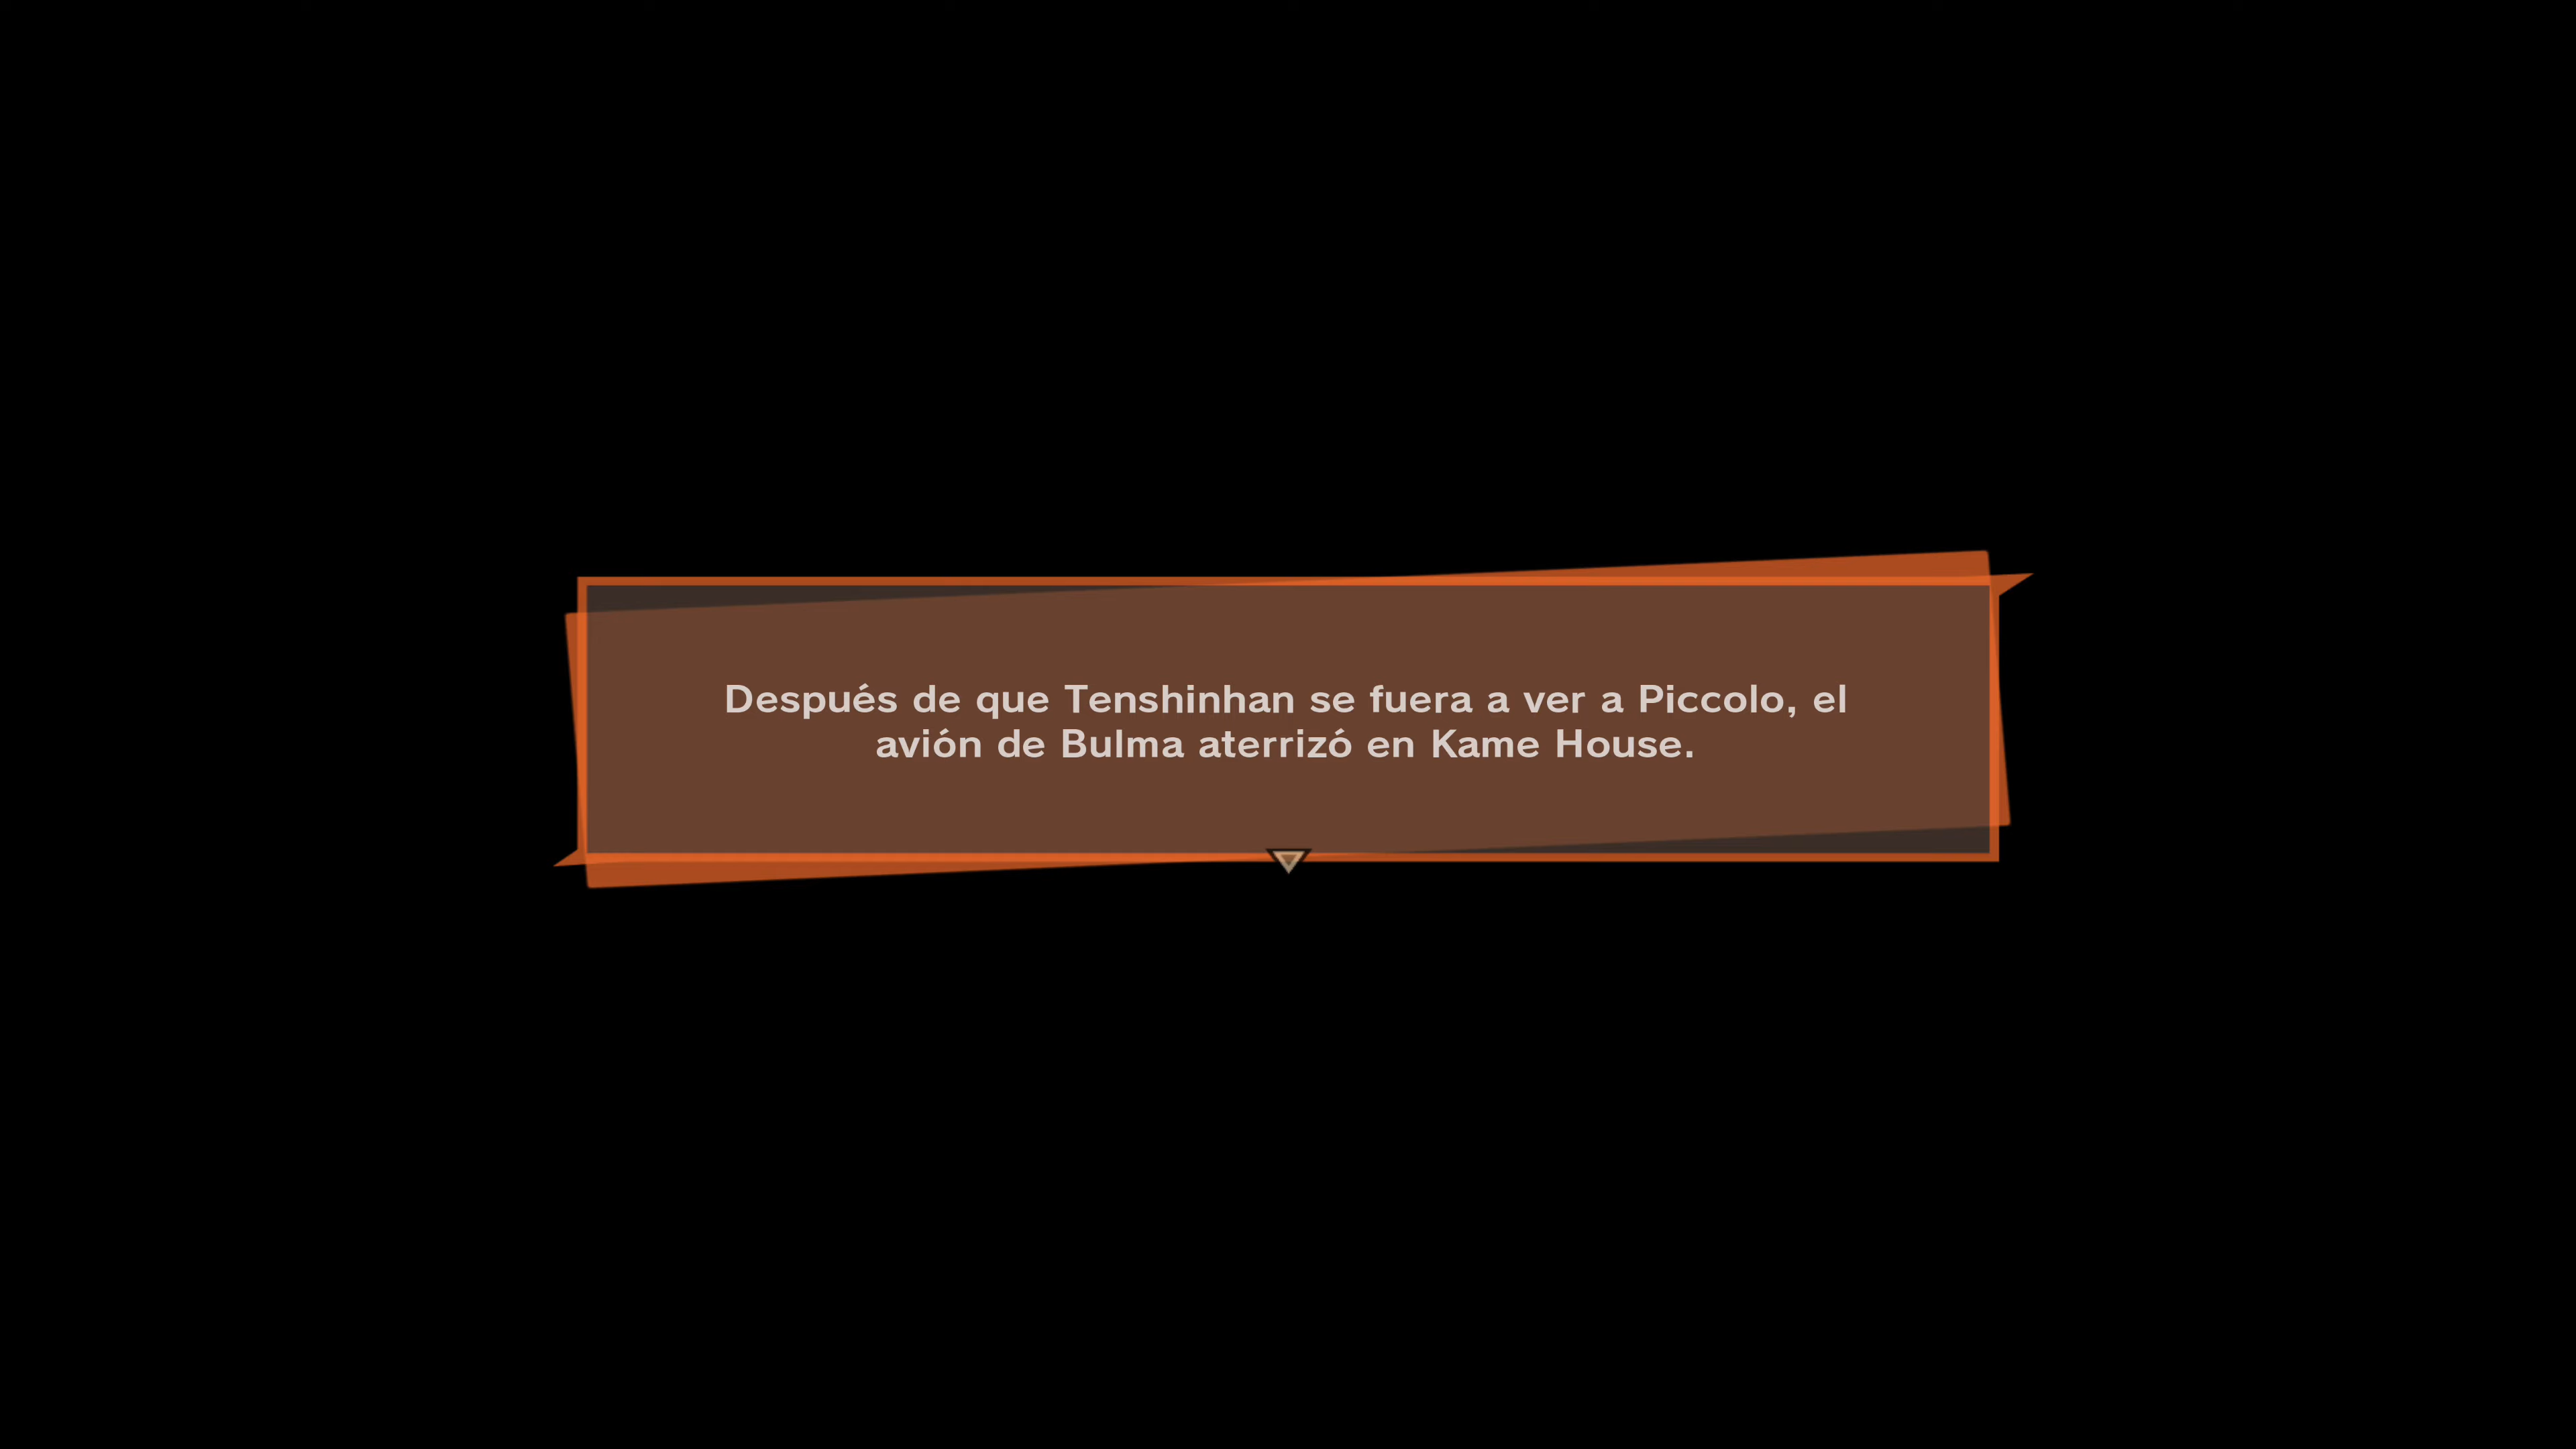 Después de que Tenshinhan se fuera a ver a Piccolo, el
avión de Bulma aterrizó en Kame House.